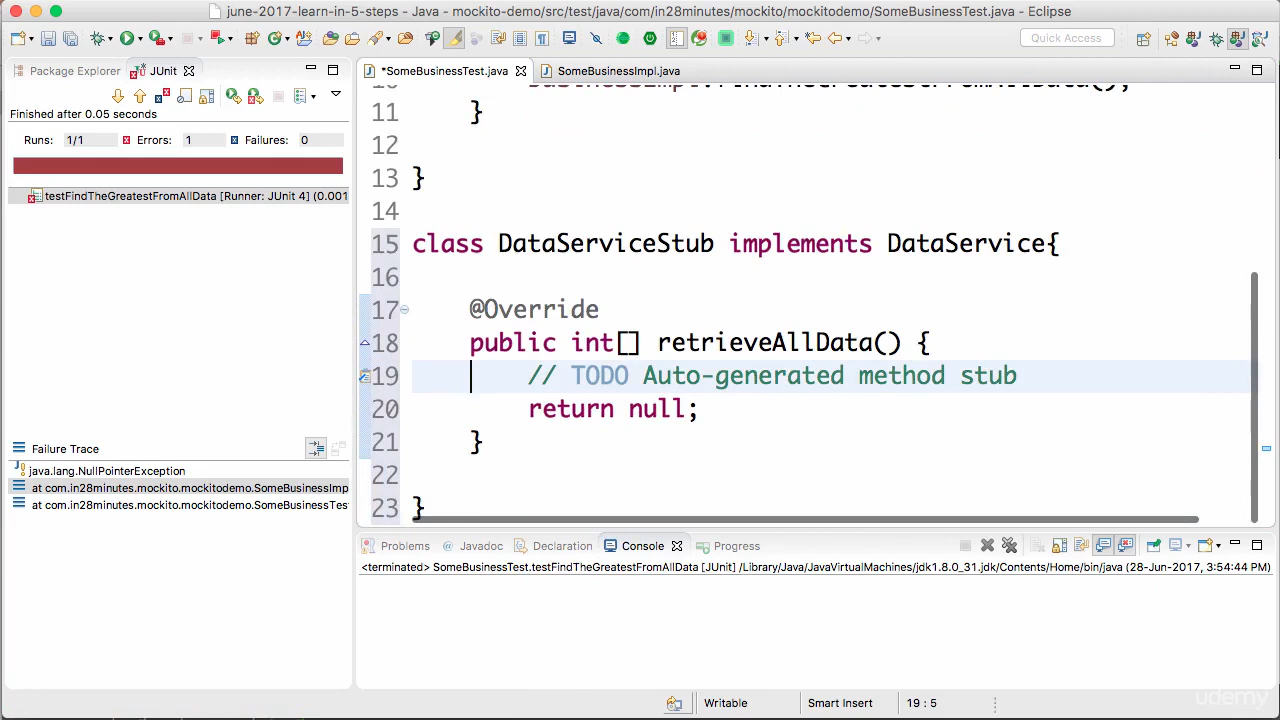 june-2017-learn-in-5-steps - Java - mockito-demo/src/test/java/com/in28minutes/mockito/mockitodemo/SomeBusinessTest.java - Eclipse
Quick Access
Package Explorer JUnit
*SomeBusinessTest.java SomeBusinessImpl.java
Finished after 0.05 seconds
Runs: 1/1 Errors: 1 Failures: 0
testFindTheGreatestFromAllData [Runner: JUnit 4] (0.001
11 }
12
13 }
14
15 class DataServiceStub implements DataService{
16
17 @Override
18 public int[] retrieveAllData() {
19 // TODO Auto-generated method stub
20 return null;
21 }
22
23 }
Failure Trace
java.lang.NullPointerException
at com.in28minutes.mockito.mockitodemo.SomeBusinessImp
at com.in28minutes.mockito.mockitodemo.SomeBusinessTes
Problems @ Javadoc Declaration Console Progress
<terminated> SomeBusinessTest.testFindTheGreatestFromAllData [JUnit] /Library/Java/JavaVirtualMachines/jdk1.8.0_31.jdk/Contents/Home/bin/java (28-Jun-2017, 3:54:44 PM)
Writable Smart Insert 19 : 5
udemy